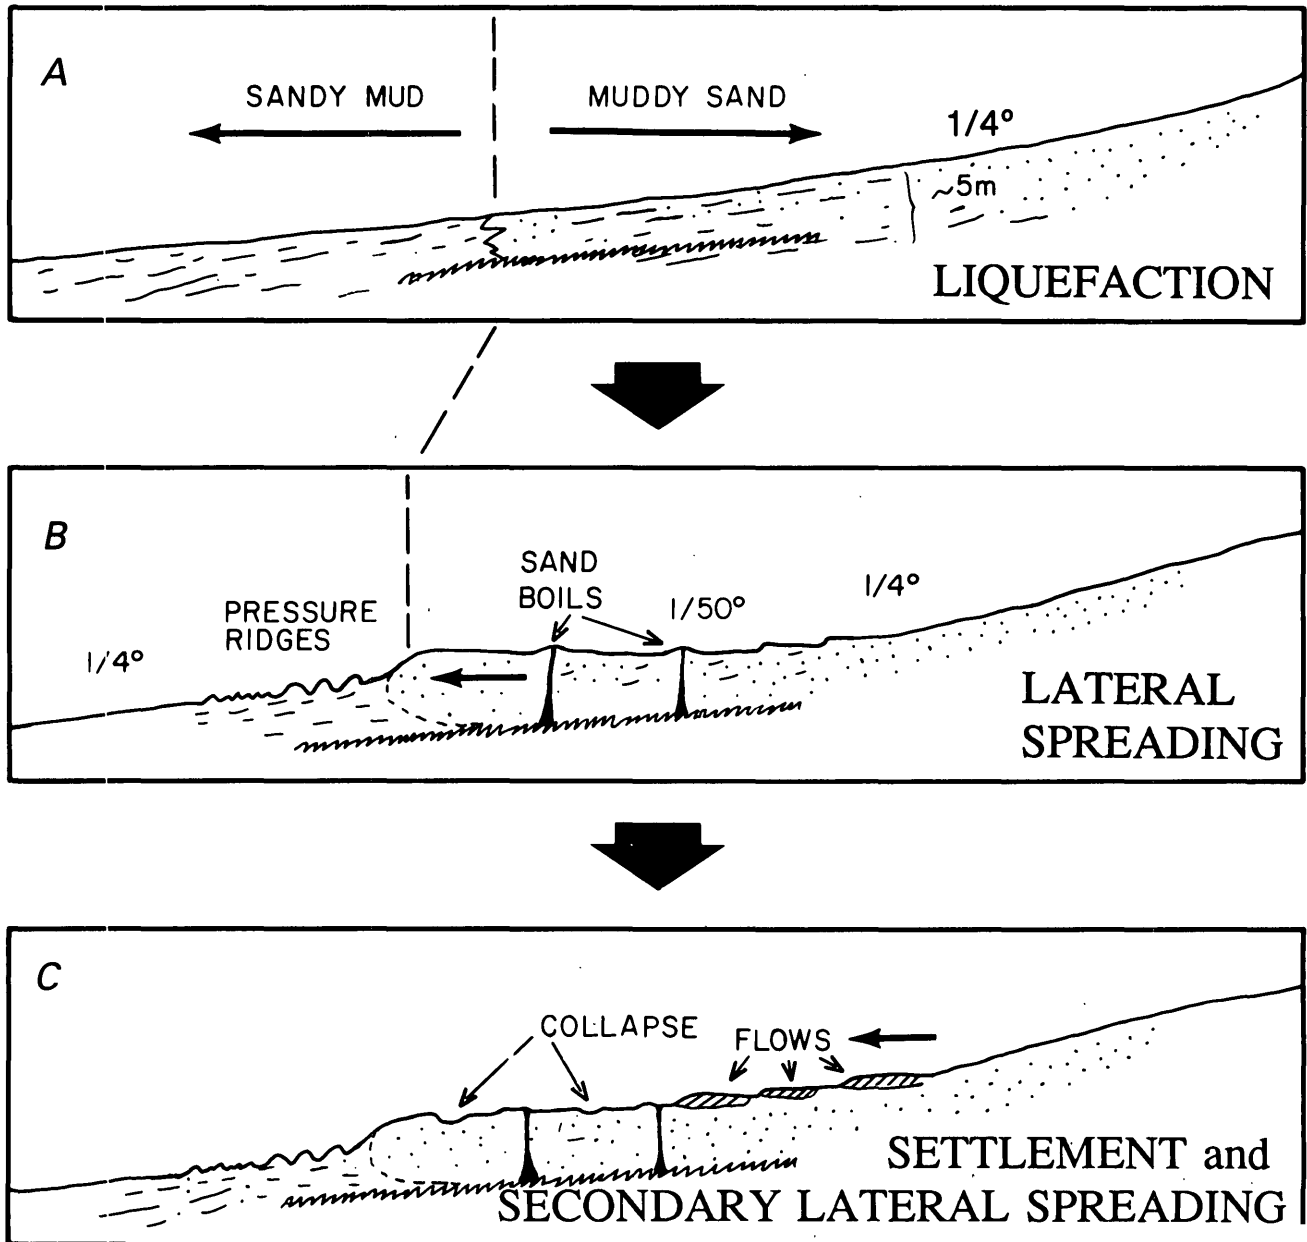 A
SANDY MUD
MUDDY SAND
1/4°
~5m
LIQUEFACTION
B
SAND
BOILS
1/50°
1/4°
PRESSURE
RIDGES
1/4°
LATERAL
SPREADING
C
COLLAPSE
FLOWS
SETTLEMENT and
SECONDARY LATERAL SPREADING